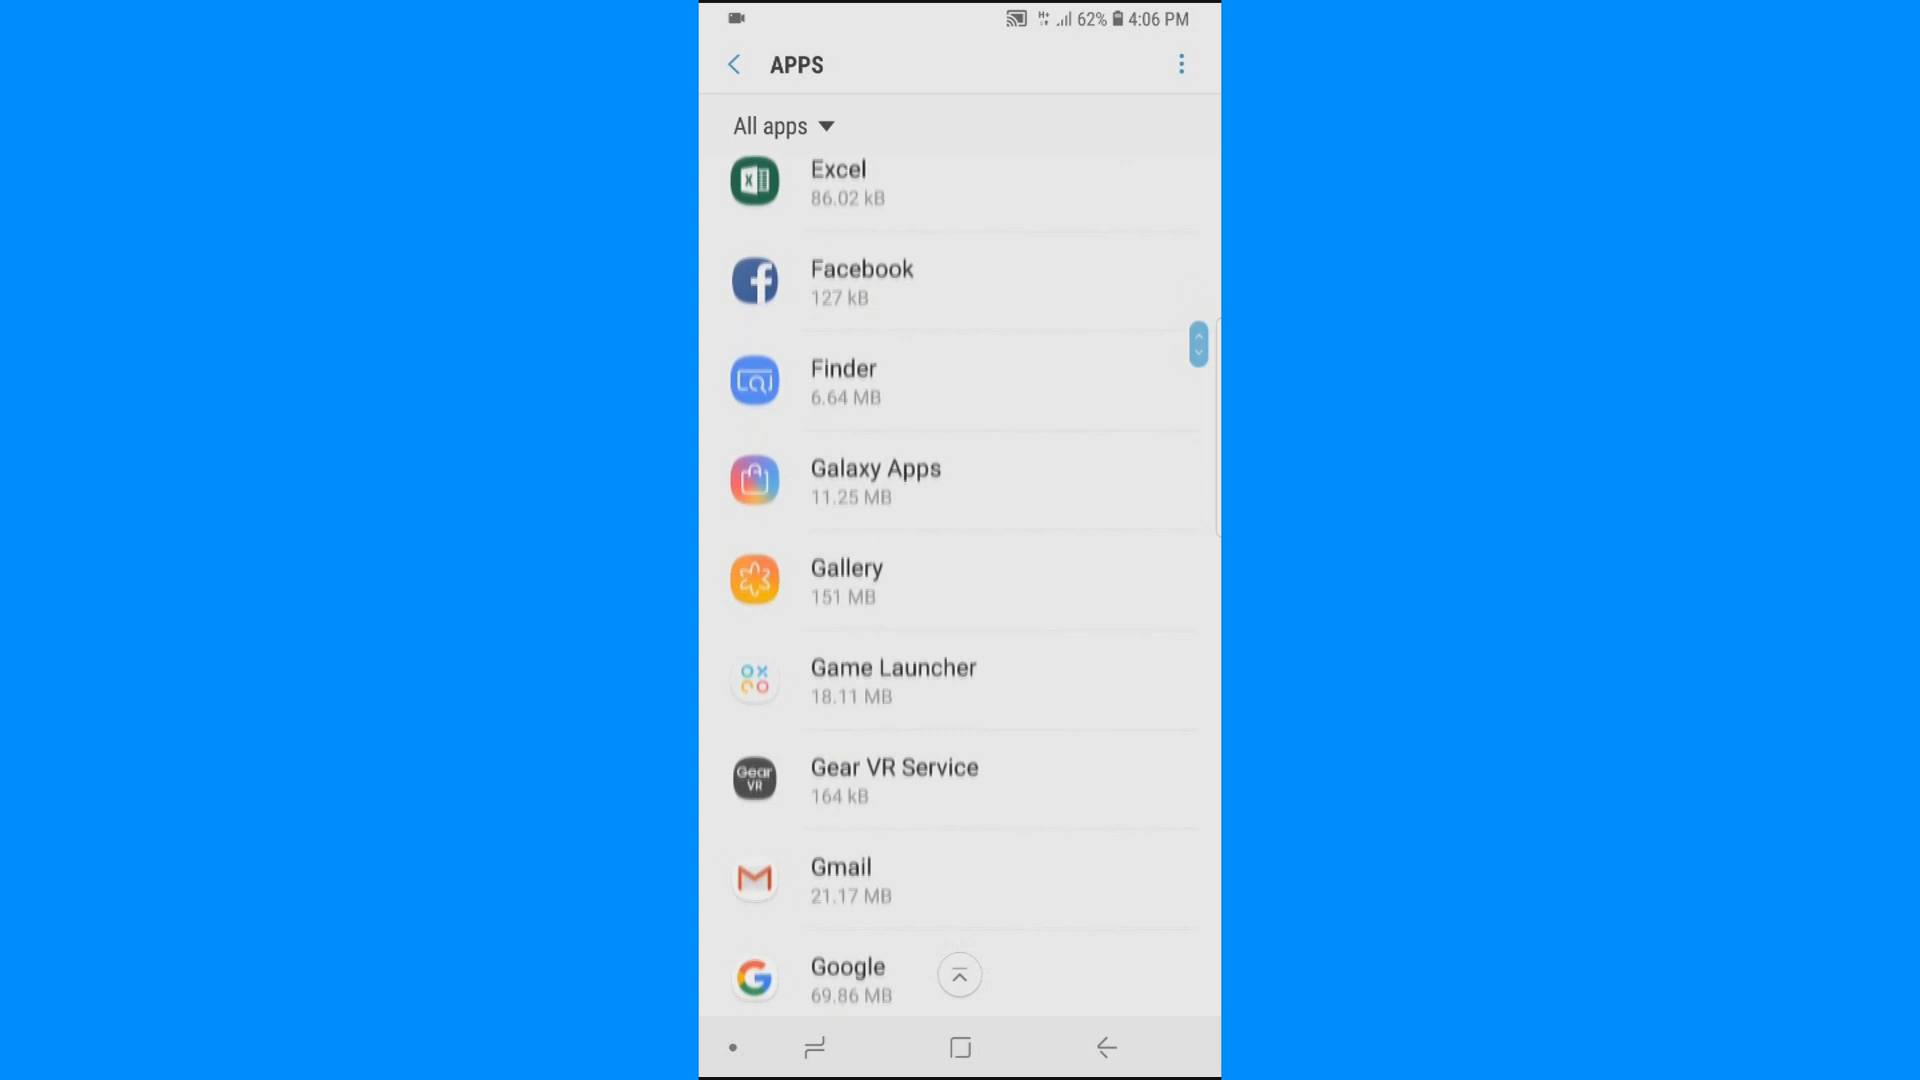 H+ 62% 4:06 PM
APPS
All apps
Excel
86.02 kB
Facebook
127 kB
Finder
6.64 MB
Galaxy Apps
11.25 MB
Gallery
151 MB
Game Launcher
18.11 MB
Gear VR
Gear VR Service
164 kB
Gmail
21.17 MB
Google
69.86 MB